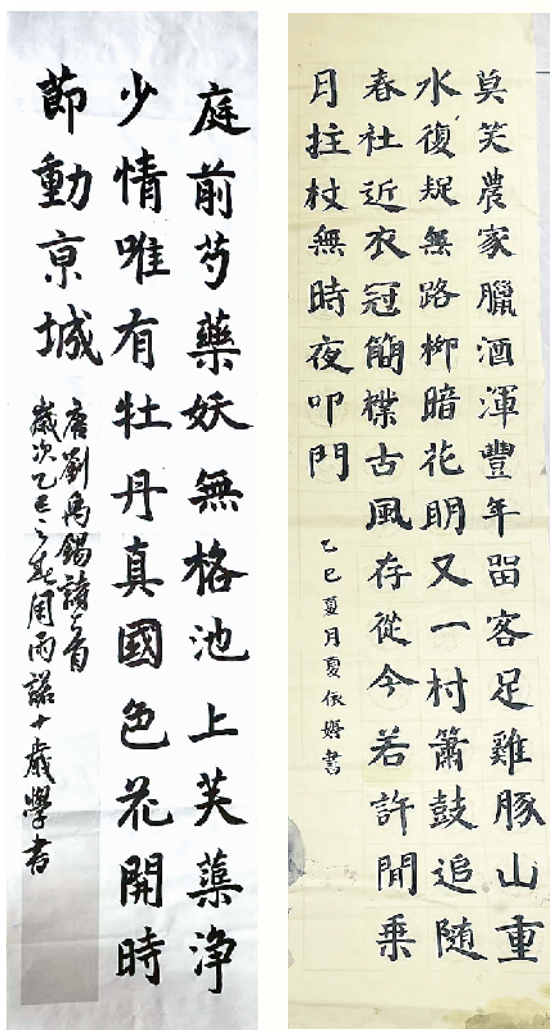 庭前芍藥妖無格池上芙蕖浄
少情唯有牡丹真國色花開時
節動京城
唐劉禹錫詩一首
歲次乙巳之春周雨諾十歲學書
莫笑農家臘酒渾豐年留客足雞豚山重
水復疑無路柳暗花明又一村簫鼓追随
春社近衣冠簡樸古風存從今若許閒乘
月拄杖無時夜叩門
乙巳夏月夏依書